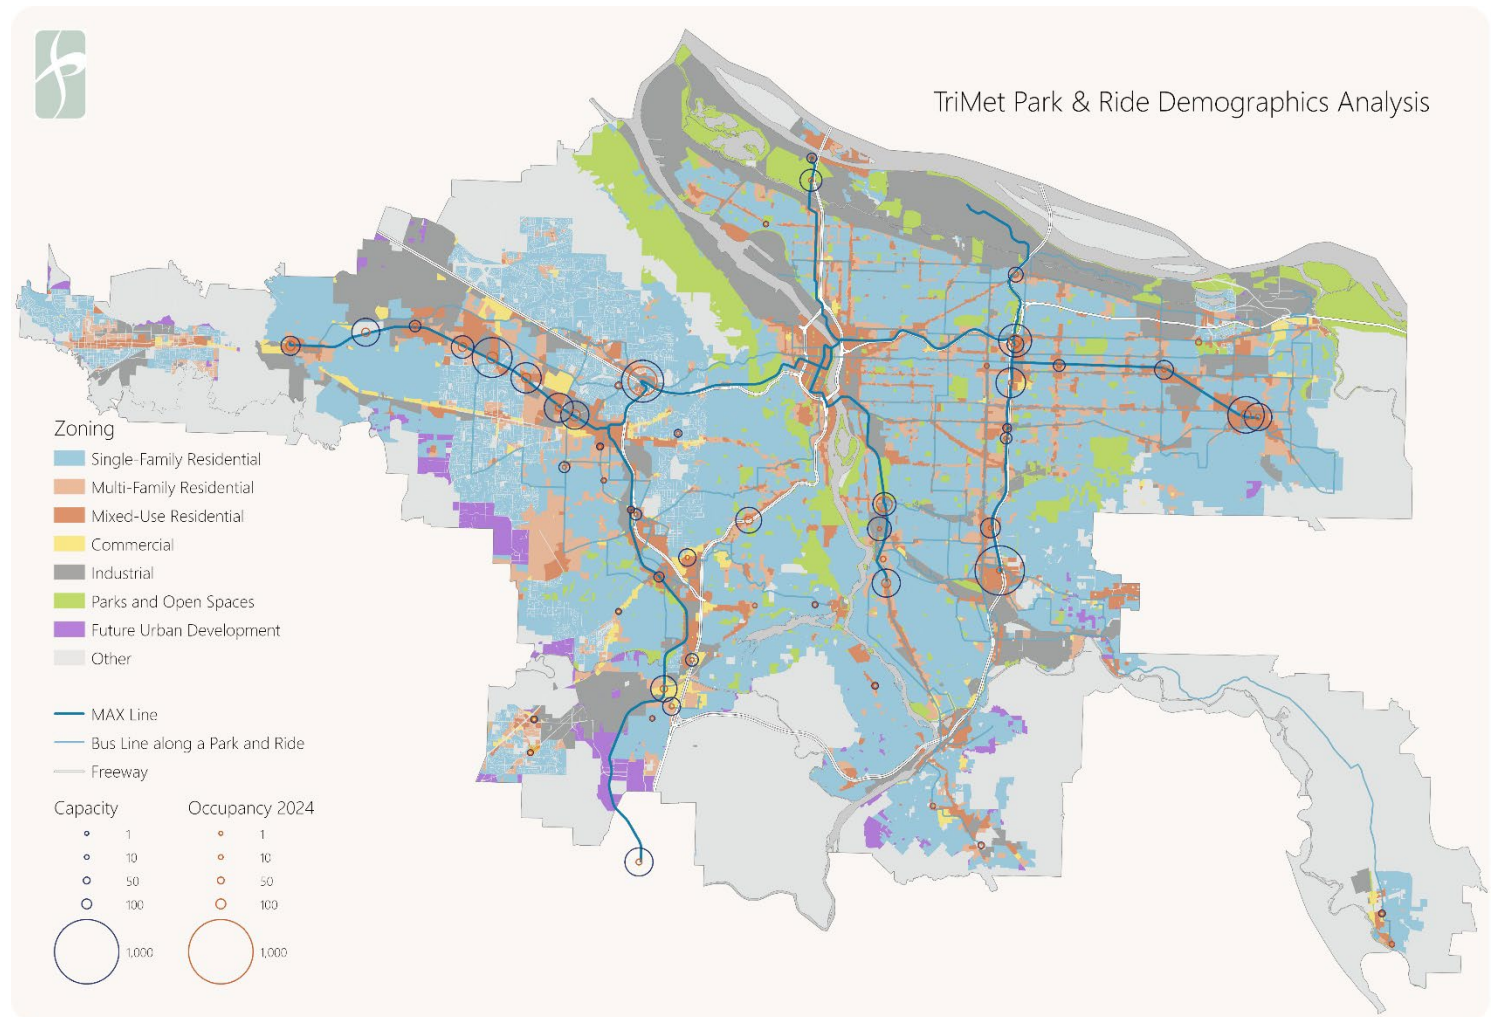 TriMet Park & Ride Demographics Analysis
Zoning
Single-Family Residential
Multi-Family Residential
Mixed-Use Residential
Commercial
Industrial
Parks and Open Spaces
Future Urban Development
Other
MAX Line
Bus Line along a Park and Ride
Freeway
Capacity Occupancy 2024
1 1
10 10
50 50
100 100
1,000 1,000